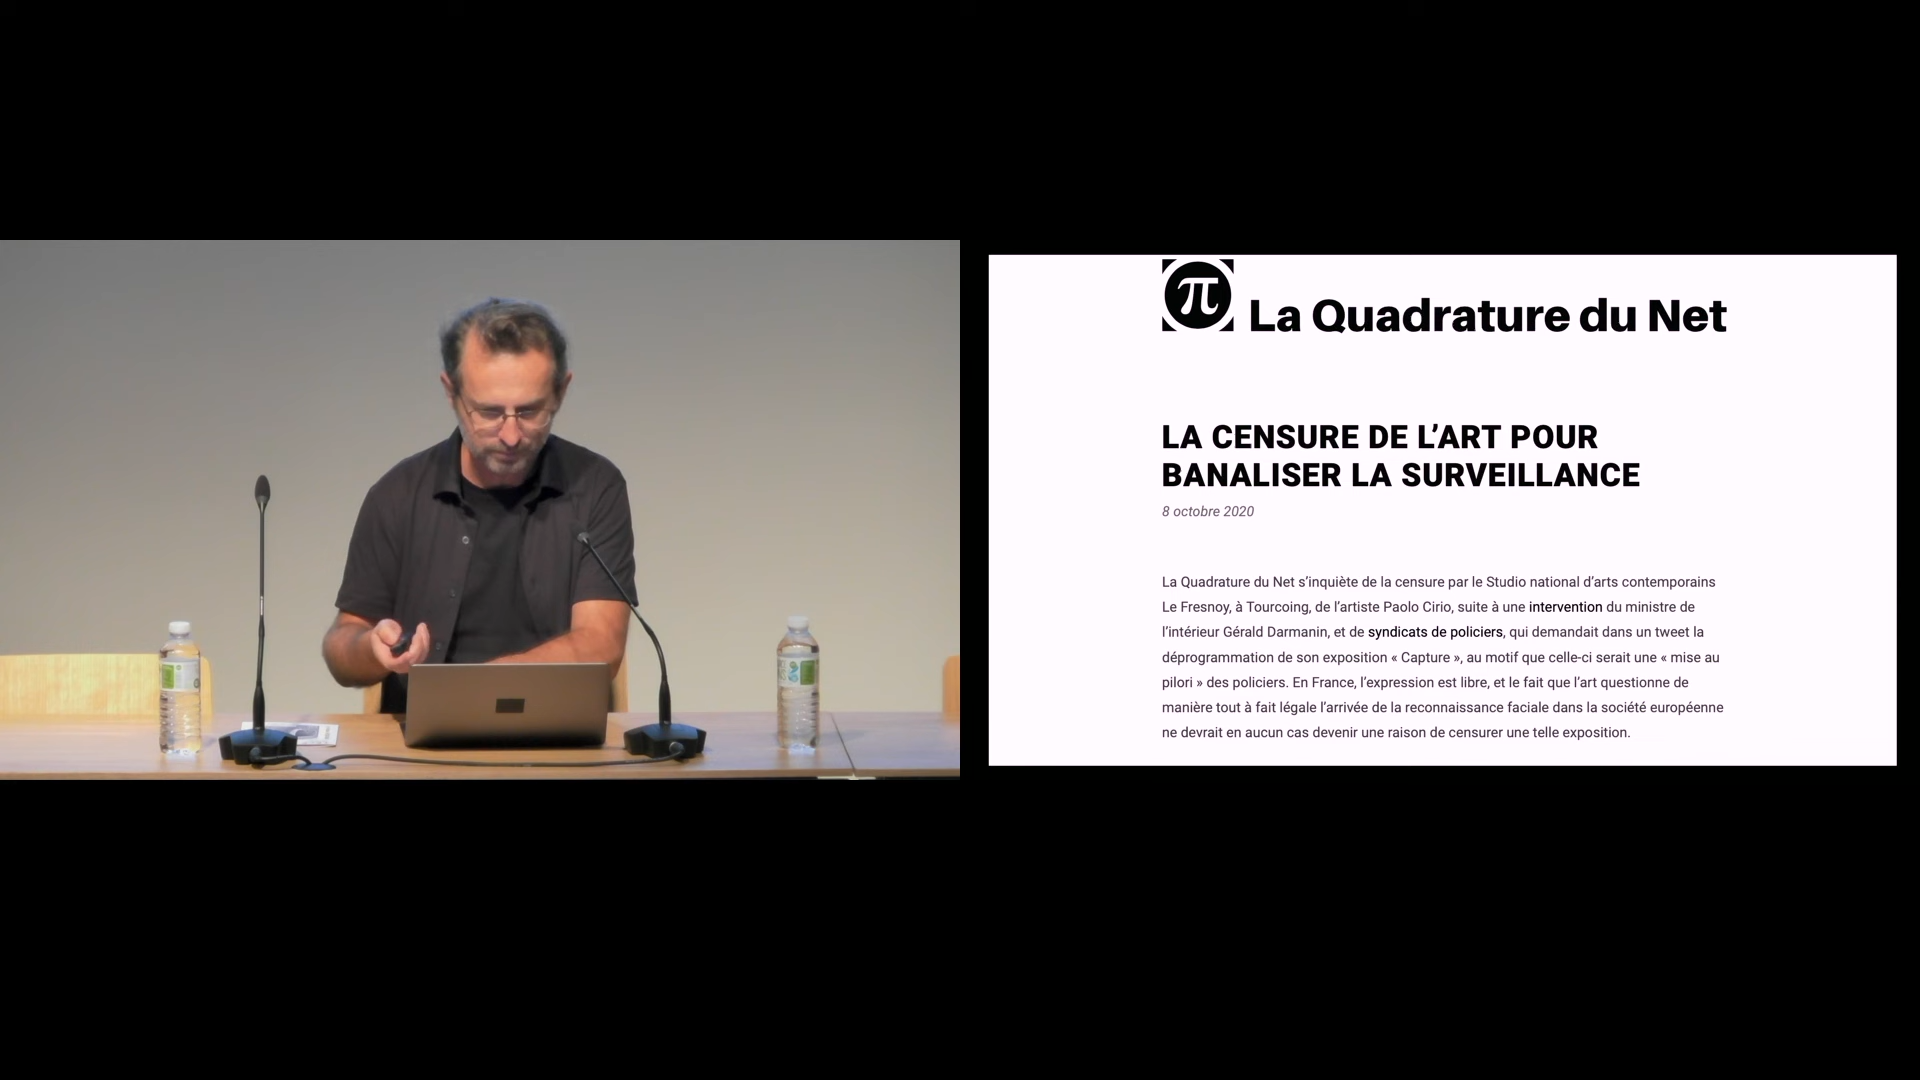 π La Quadrature du Net
LA CENSURE DE L’ART POUR
BANALISER LA SURVEILLANCE
8 octobre 2020
La Quadrature du Net s’inquiète de la censure par le Studio national d’arts contemporains
Le Fresnoy, à Tourcoing, de l’artiste Paolo Cirio, suite à une intervention du ministre de
l’intérieur Gérald Darmanin, et de syndicats de policiers, qui demandait dans un tweet la
déprogrammation de son exposition « Capture », au motif que celle-ci serait une « mise au
pilori » des policiers. En France, l’expression est libre, et le fait que l’art questionne de
manière tout à fait légale l’arrivée de la reconnaissance faciale dans la société européenne
ne devrait en aucun cas devenir une raison de censurer une telle exposition.